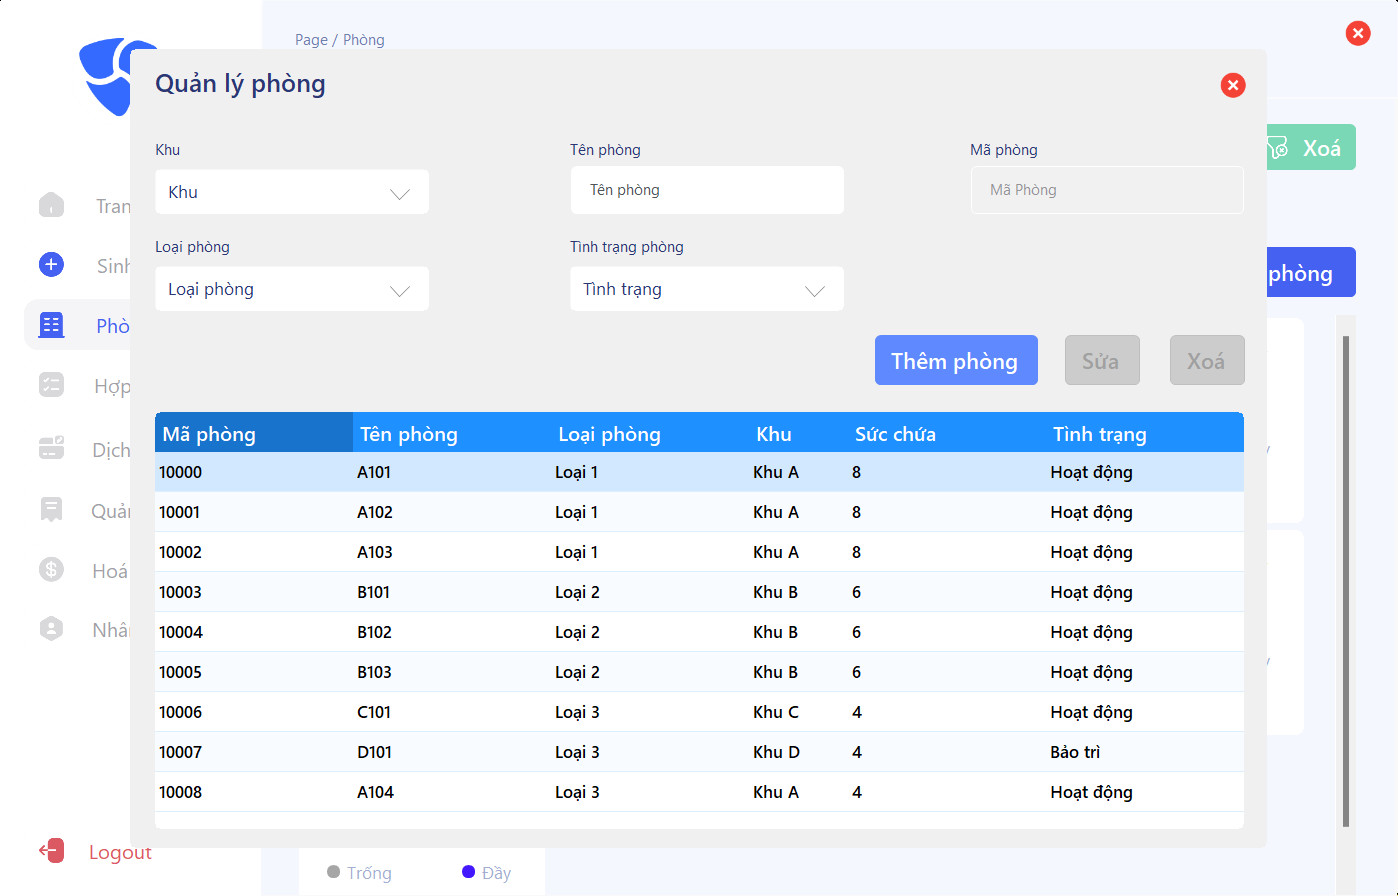 Page / Phòng
Quản lý phòng
Khu
Tên phòng
Mã phòng
Khu
Tên phòng
Mã Phòng
Loại phòng
Tình trạng phòng
Loại phòng
Tình trạng
Thêm phòng
Sửa
Xoá
Mã phòng Tên phòng Loại phòng Khu Sức chứa Tình trạng
10000 A101 Loại 1 Khu A 8 Hoạt động
10001 A102 Loại 1 Khu A 8 Hoạt động
10002 A103 Loại 1 Khu A 8 Hoạt động
10003 B101 Loại 2 Khu B 6 Hoạt động
10004 B102 Loại 2 Khu B 6 Hoạt động
10005 B103 Loại 2 Khu B 6 Hoạt động
10006 C101 Loại 3 Khu C 4 Hoạt động
10007 D101 Loại 3 Khu D 4 Bảo trì
10008 A104 Loại 3 Khu A 4 Hoạt động
Xoá
phòng
Tran
Sinh
Phò
Hợp
Dịch
Quản
Hoá
Nhân
Logout
Trống
Đầy